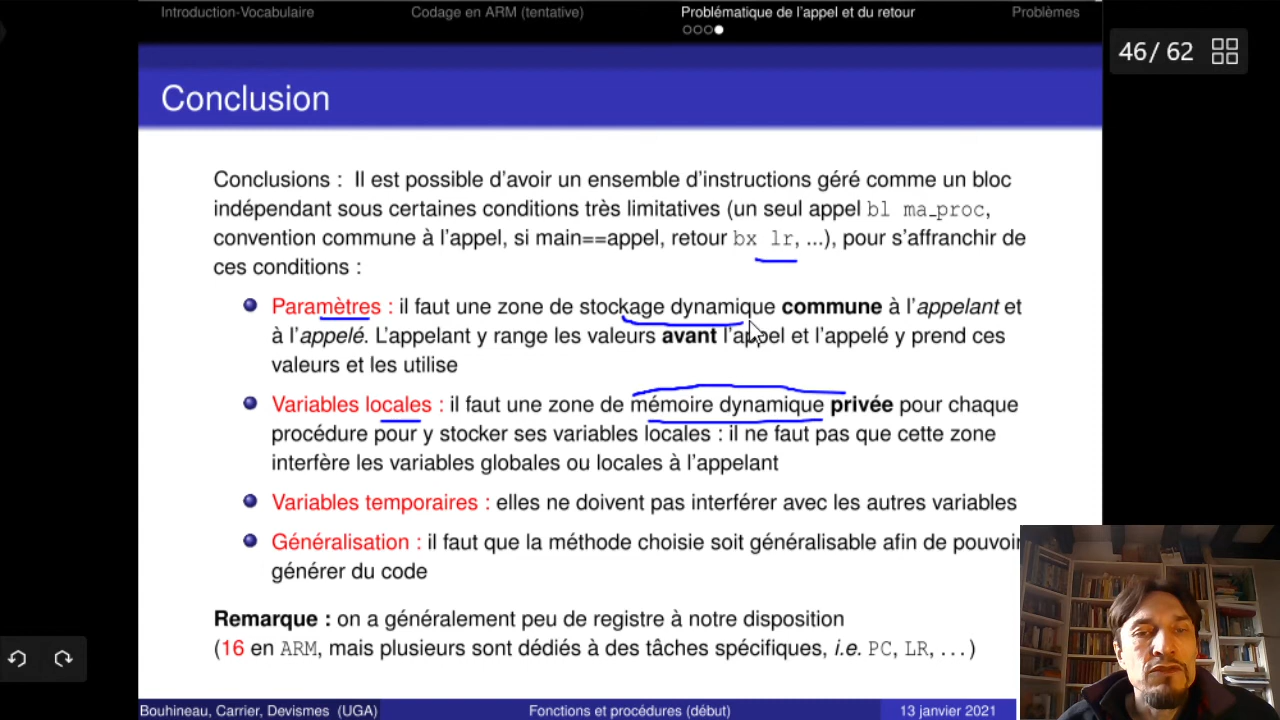 Introduction-Vocabulaire Codage en ARM (tentative) Problématique de l'appel et du retour Problèmes
46/ 62
Conclusion
Conclusions : Il est possible d'avoir un ensemble d'instructions géré comme un bloc
indépendant sous certaines conditions très limitatives (un seul appel bl ma_proc,
convention commune à l'appel, si main==appel, retour bx lr, ...), pour s'affranchir de
ces conditions :
Paramètres : il faut une zone de stockage dynamique commune à l'appelant et
à l'appelé. L'appelant y range les valeurs avant l'appel et l'appelé y prend ces
valeurs et les utilise
Variables locales : il faut une zone de mémoire dynamique privée pour chaque
procédure pour y stocker ses variables locales : il ne faut pas que cette zone
interfère les variables globales ou locales à l'appelant
Variables temporaires : elles ne doivent pas interférer avec les autres variables
Généralisation : il faut que la méthode choisie soit généralisable afin de pouvoir
générer du code
Remarque : on a généralement peu de registre à notre disposition
(16 en ARM, mais plusieurs sont dédiés à des tâches spécifiques, i.e. PC, LR, ...)
Bouhineau, Carrier, Devismes (UGA) Fonctions et procédures (début) 13 janvier 2021